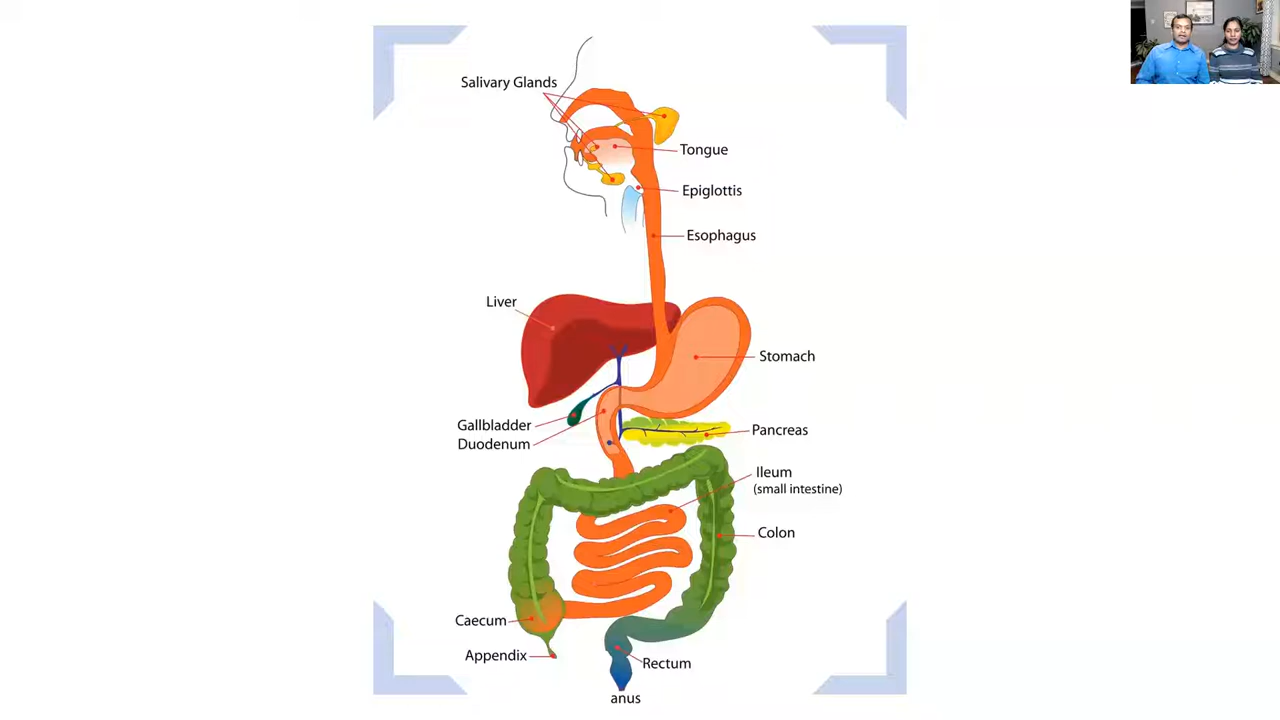 Salivary Glands
Tongue
Epiglottis
Esophagus
Liver
Stomach
Gallbladder
Duodenum
Pancreas
Ileum
(small intestine)
Colon
Caecum
Appendix
Rectum
anus